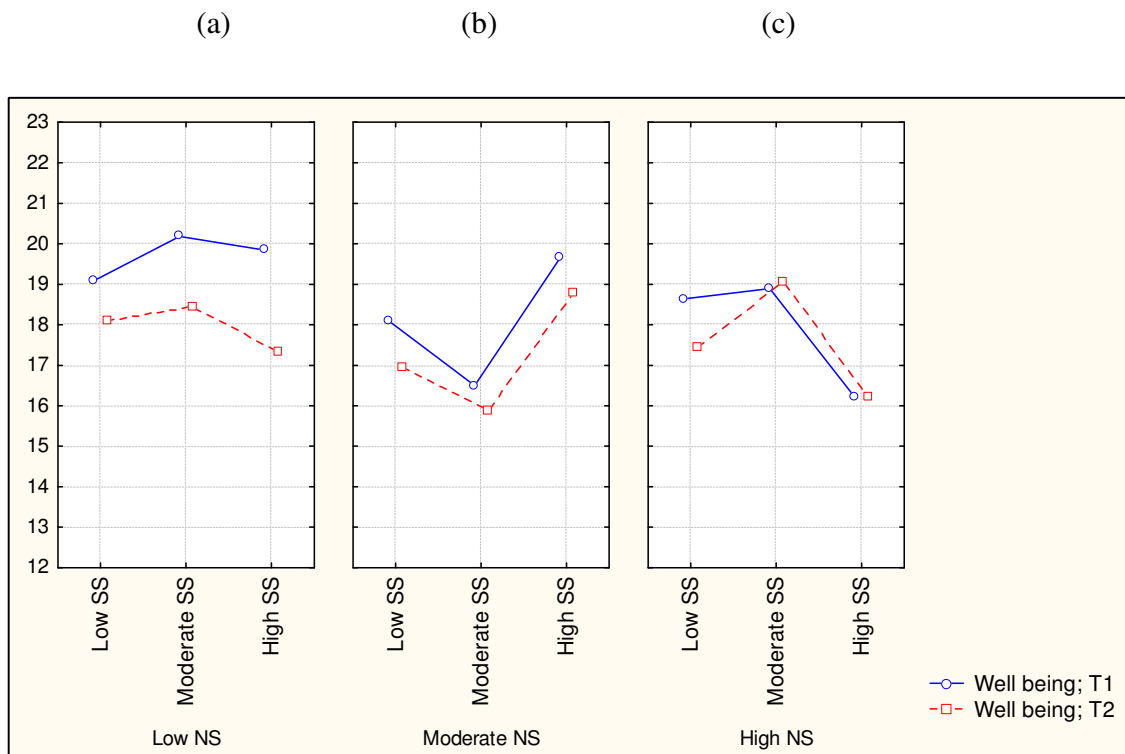 (a) (b) (c)
23
22
21
20
19
18
17
16
15
14
13
12
Low SS
Moderate SS
High SS
Low SS
Moderate SS
High SS
Low SS
Moderate SS
High SS
Low NS Moderate NS High NS
Well being; T1
Well being; T2